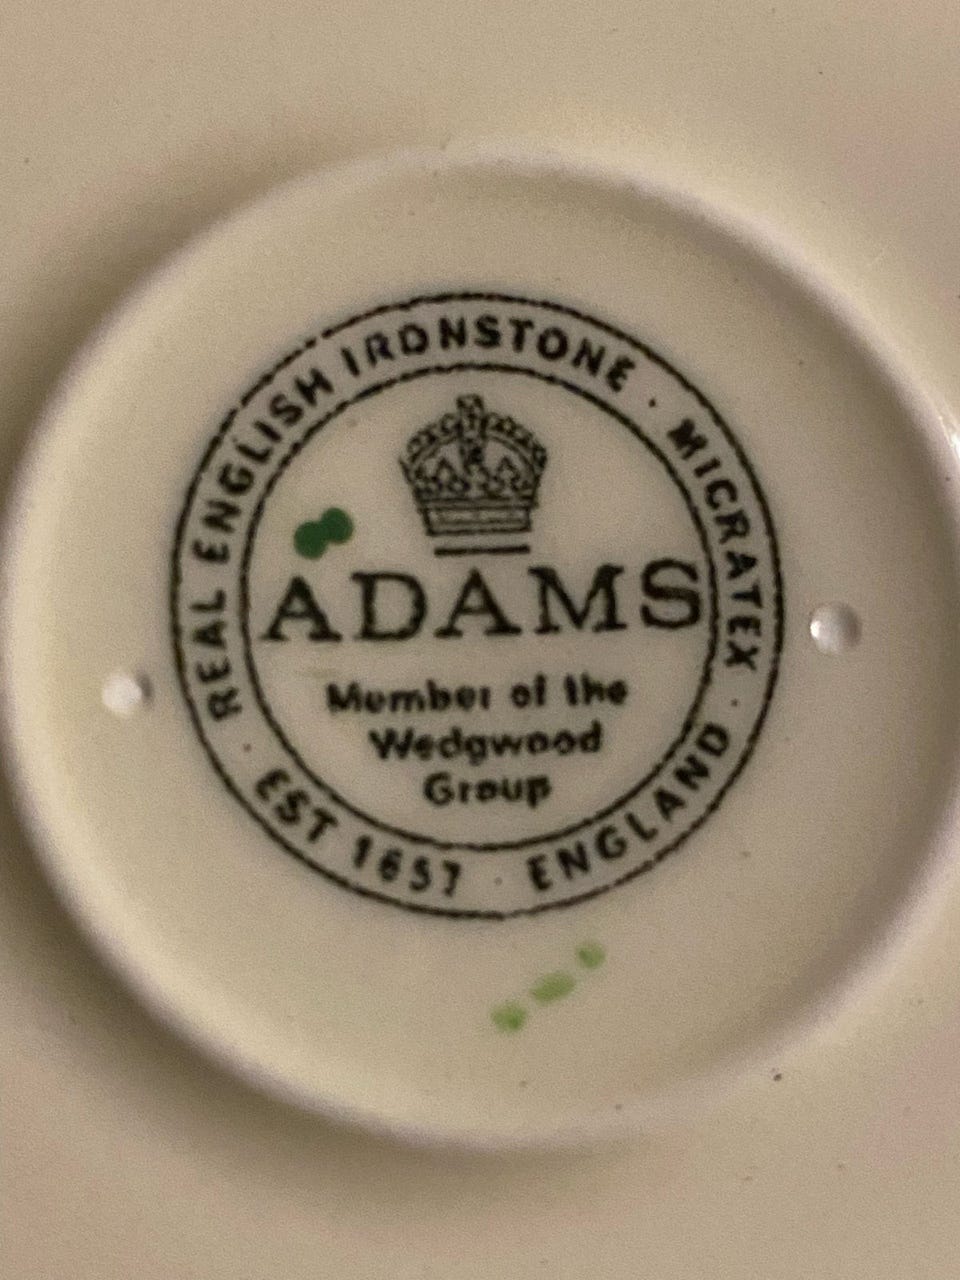 REAL ENGLISH IRONSTONE · MICRATEX · ENGLAND · EST 1657 ·
ADAMS
Member of the
Wedgwood
Group